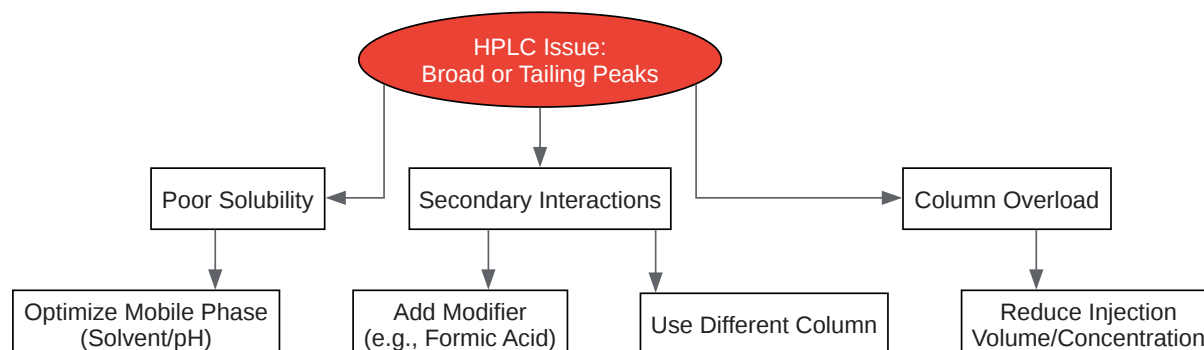 HPLC Issue:
Broad or Tailing Peaks
Poor Solubility
Secondary Interactions
Column Overload
Optimize Mobile Phase
(Solvent/pH)
Add Modifier
(e.g., Formic Acid)
Use Different Column
Reduce Injection
Volume/Concentration